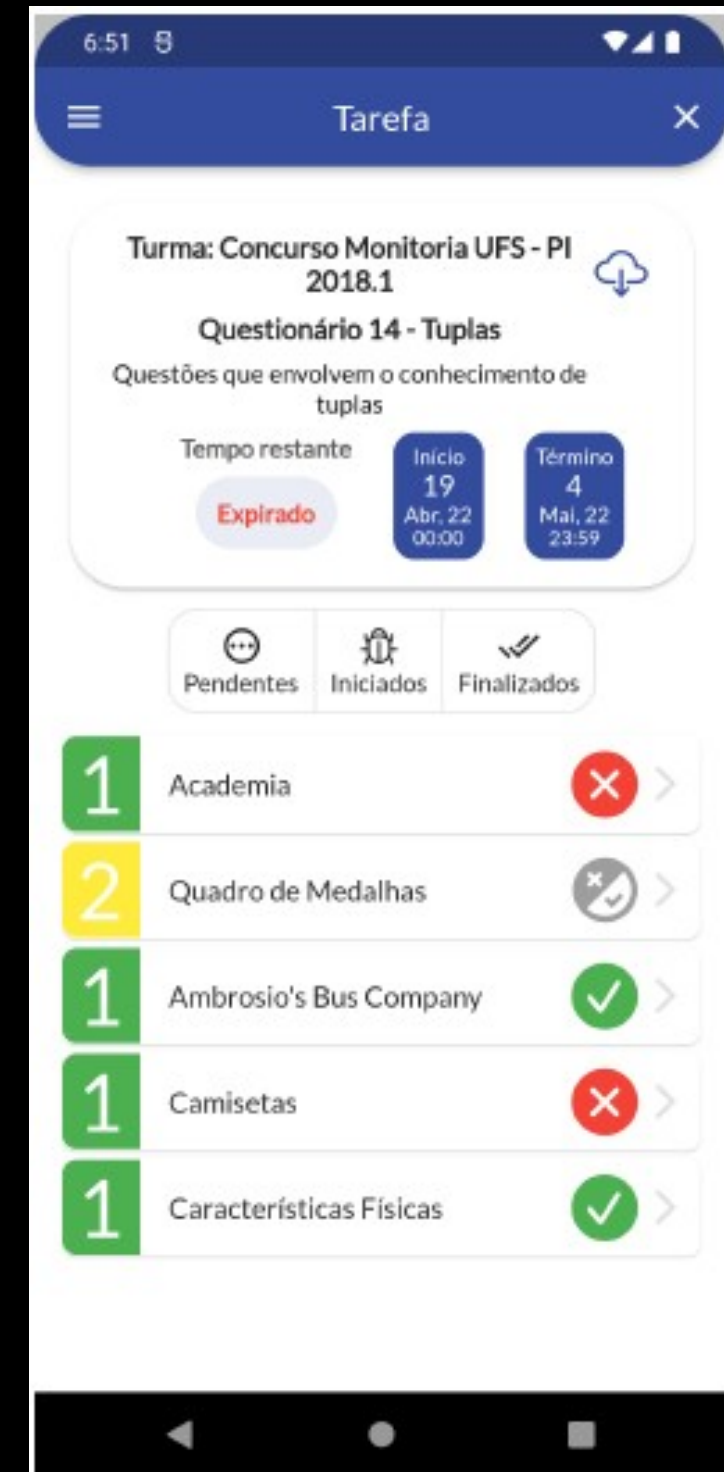 6:51
Tarefa
Turma: Concurso Monitoria UFS - PI
2018.1
Questionário 14 - Tuplas
Questões que envolvem o conhecimento de
tuplas
Tempo restante
Expirado
Início
19
Abr, 22
00:00
Término
4
Mai, 22
23:59
Pendentes
Iniciados
Finalizados
1 Academia
2 Quadro de Medalhas
1 Ambrosio's Bus Company
1 Camisetas
1 Características Físicas